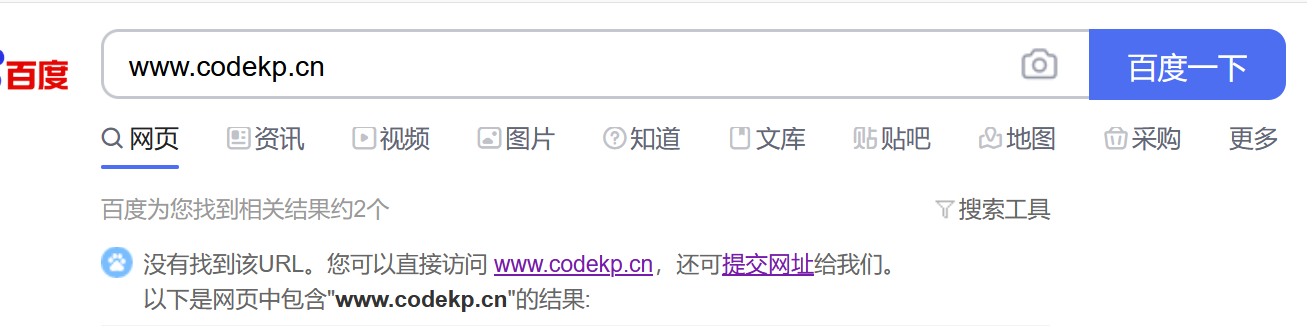 百度
www.codekp.cn
百度一下
网页 资讯 视频 图片 知道 文库 贴吧 地图 采购 更多
百度为您找到相关结果约2个
搜索工具
没有找到该URL。您可以直接访问 www.codekp.cn，还可提交网址给我们。
以下是网页中包含"www.codekp.cn"的结果: